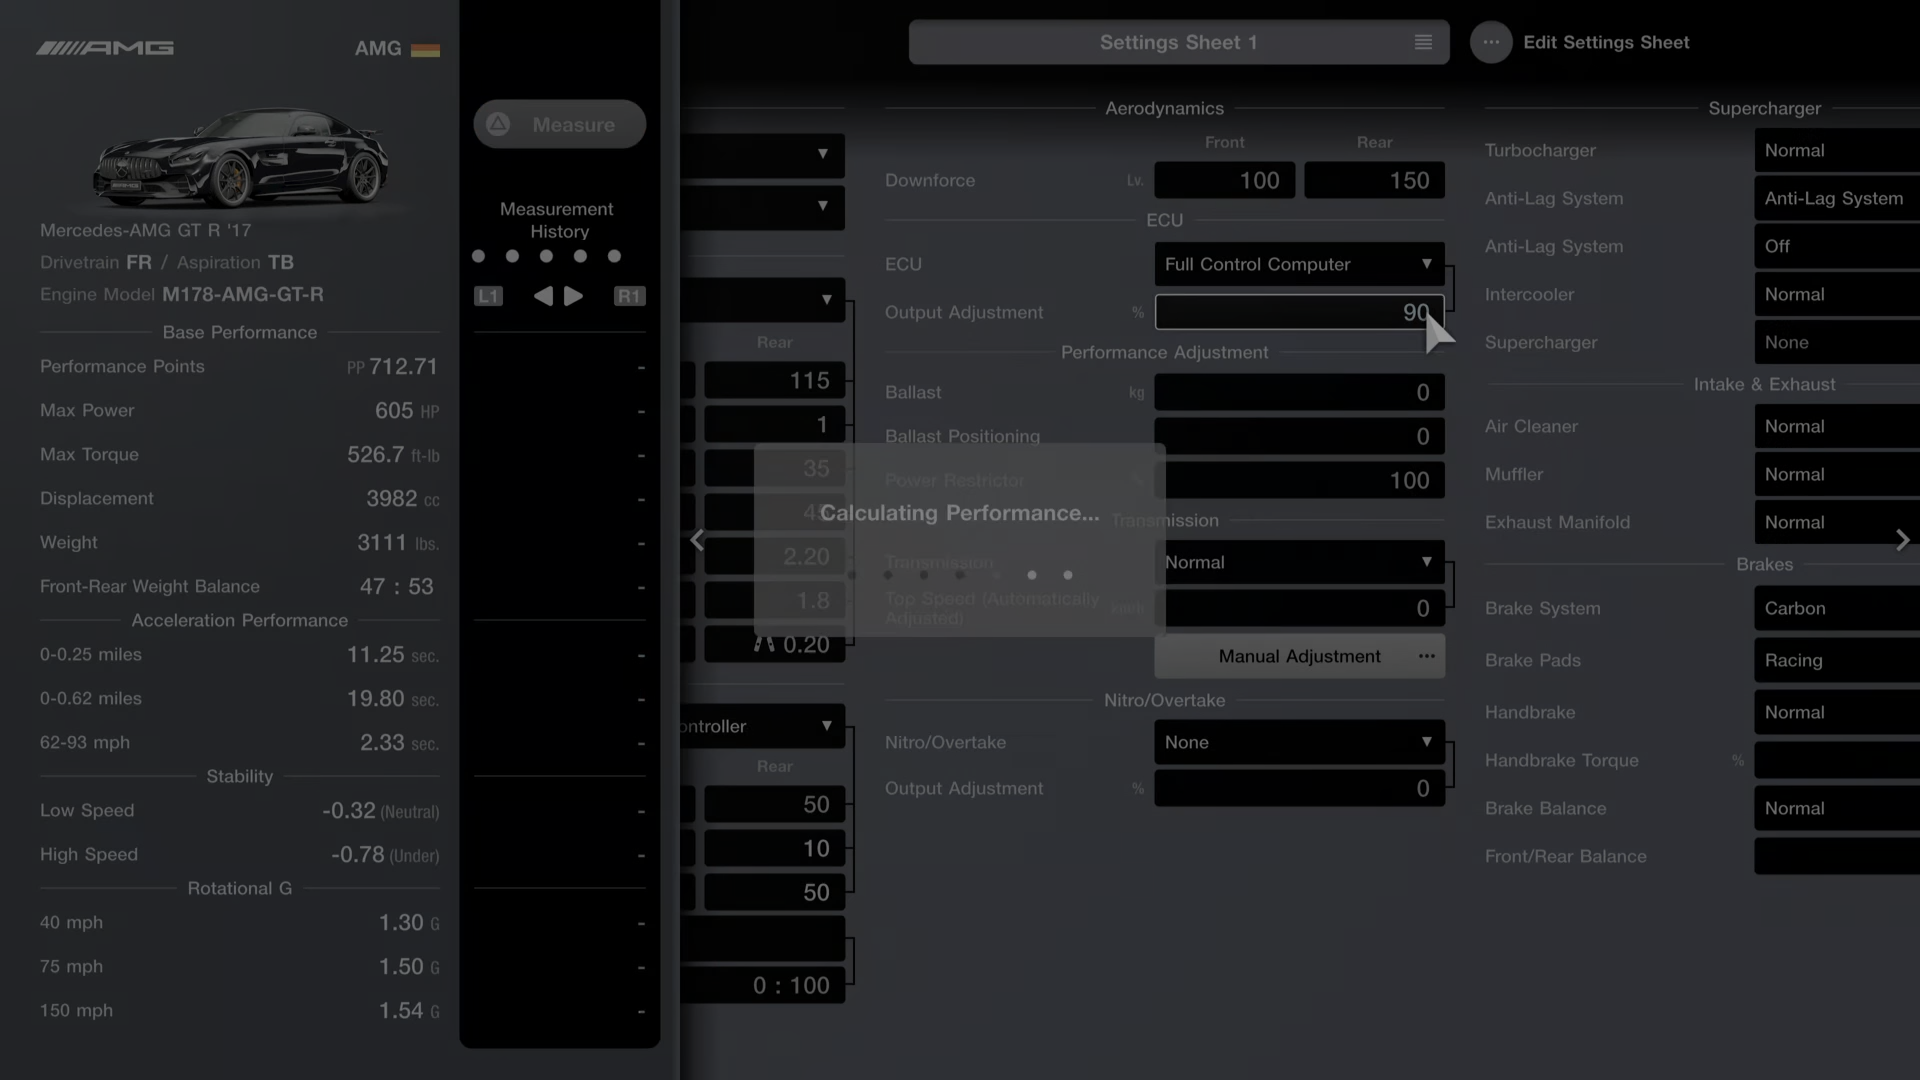 AMG
AMG
Mercedes-AMG GT R '17
Drivetrain FR / Aspiration TB
Engine Model M178-AMG-GT-R
Base Performance
Performance Points PP 712.71
Max Power 605 HP
Max Torque 526.7 ft-lb
Displacement 3982 cc
Weight 3111 lbs.
Front-Rear Weight Balance 47 : 53
Acceleration Performance
0-0.25 miles 11.25 sec.
0-0.62 miles 19.80 sec.
62-93 mph 2.33 sec.
Stability
Low Speed -0.32 (Neutral)
High Speed -0.78 (Under)
Rotational G
40 mph 1.30 G
75 mph 1.50 G
150 mph 1.54 G
Measure
Measurement
History
L1 R1
-
-
-
-
-
-
-
-
-
-
-
-
-
-
Rear
115
1
35
45
2.20
1.8
0.20
ontroller
Rear
50
10
50
0 : 100
Settings Sheet 1
Edit Settings Sheet
Aerodynamics
Front Rear
Downforce Lv. 100 150
ECU
ECU Full Control Computer
Output Adjustment % 90
Performance Adjustment
Ballast kg 0
Ballast Positioning 0
Power Restrictor % 100
Calculating Performance...
Transmission
Transmission Normal
Top Speed (Automatically
Adjusted) km/h 0
Manual Adjustment
Nitro/Overtake
Nitro/Overtake None
Output Adjustment % 0
Supercharger
Turbocharger Normal
Anti-Lag System Anti-Lag System
Anti-Lag System Off
Intercooler Normal
Supercharger None
Intake & Exhaust
Air Cleaner Normal
Muffler Normal
Exhaust Manifold Normal
Brakes
Brake System Carbon
Brake Pads Racing
Handbrake Normal
Handbrake Torque %
Brake Balance Normal
Front/Rear Balance